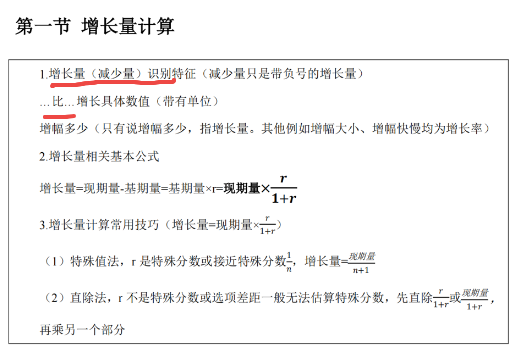 第一节 增长量计算
1.增长量（减少量）识别特征（减少量只是带负号的增长量）
…比…增长具体数值（带有单位）
增幅多少（只有说增幅多少，指增长量。其他例如增幅大小、增幅快慢均为增长率）
2.增长量相关基本公式
增长量=现期量-基期量=基期量×r=现期量×r/(1+r)
3.增长量计算常用技巧（增长量=现期量×r/(1+r)）
（1）特殊值法，r 是特殊分数或接近特殊分数1/n，增长量=现期量/(n+1)
（2）直除法，r 不是特殊分数或选项差距一般无法估算特殊分数，先直除r/(1+r)或现期量/(1+r)，
再乘另一个部分